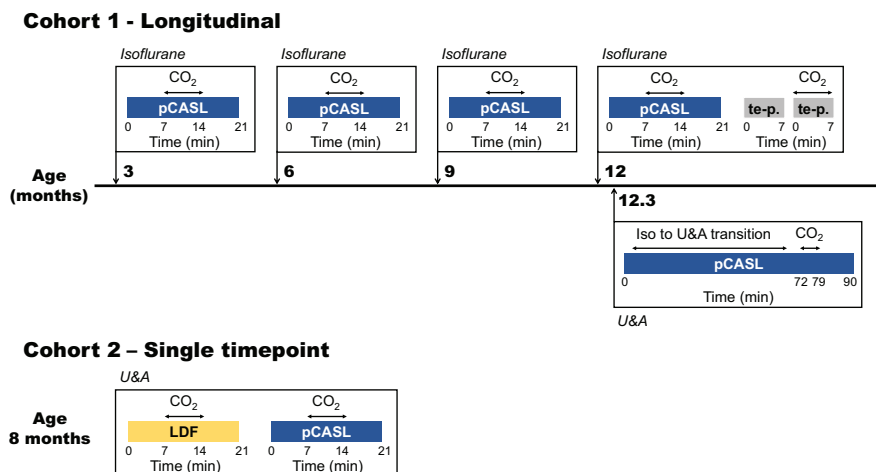 Cohort 1 - Longitudinal
Isoflurane Isoflurane Isoflurane Isoflurane
CO2 CO2 CO2 CO2 CO2
pCASL pCASL pCASL pCASL te-p. te-p.
0 7 14 21 0 7 14 21 0 7 14 21 0 7 14 21 0 7 0 7
Time (min) Time (min) Time (min) Time (min) Time (min) Time (min)
Age
(months)
3 6 9 12
12.3
Iso to U&A transition CO2
pCASL
0 72 79 90
Time (min)
U&A
Cohort 2 – Single timepoint
U&A
Age
8 months
CO2 CO2
LDF pCASL
0 7 14 21 0 7 14 21
Time (min) Time (min)